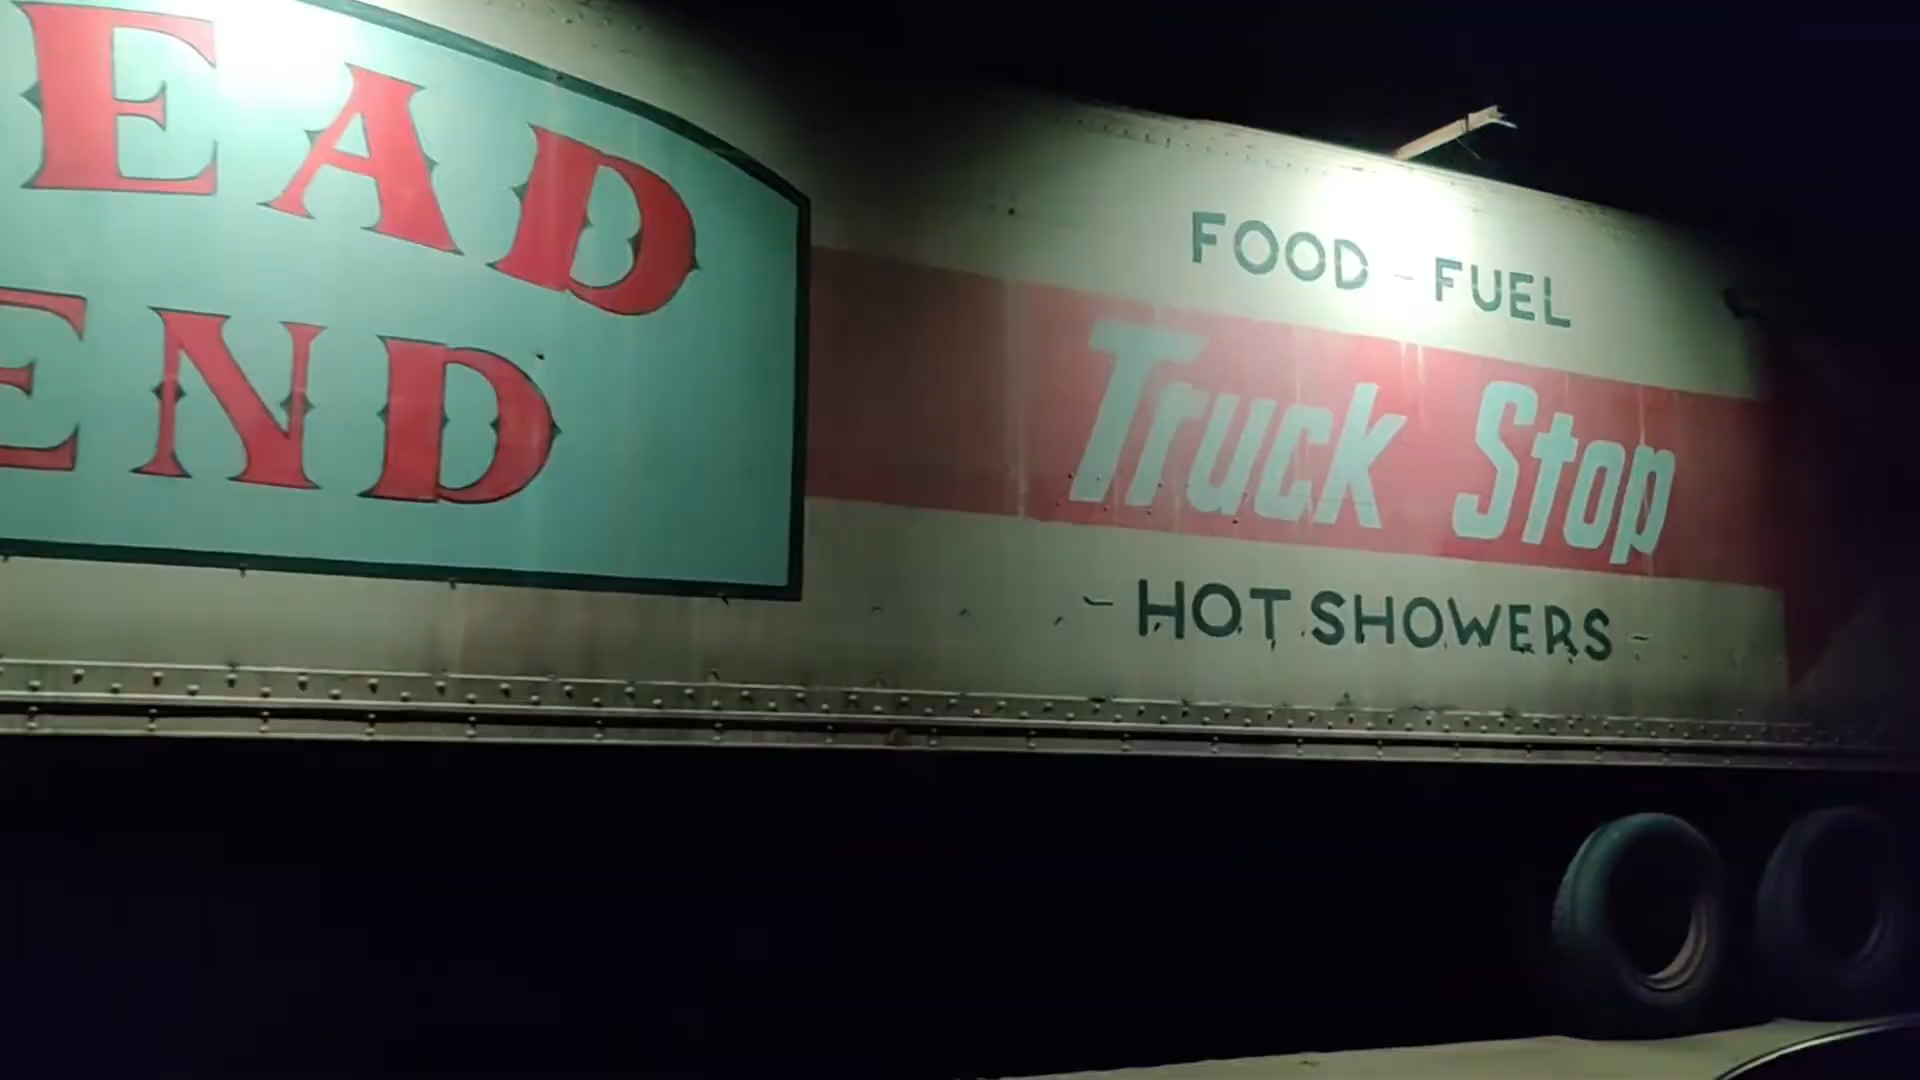 EAD
END
FOOD - FUEL
Truck Stop
- HOT SHOWERS -